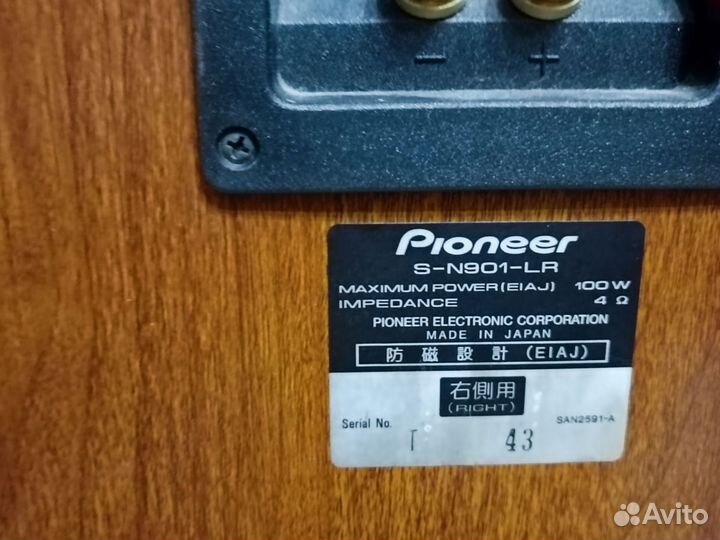 − +
Pioneer
S-N901-LR
MAXIMUM POWER(EIAJ) 100W
IMPEDANCE 4 Ω
PIONEER ELECTRONIC CORPORATION
MADE IN JAPAN
防磁設計(EIAJ)
右側用
(RIGHT)
Serial No. SAN2591-A
T 43
Avito